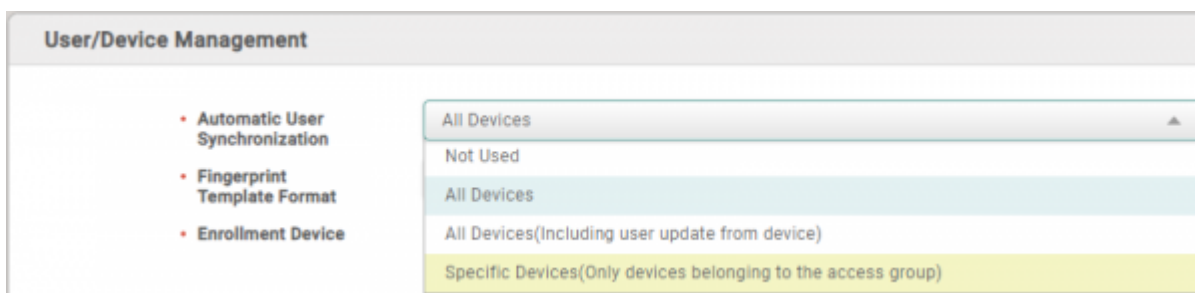 User/Device Management
• Automatic User
Synchronization
All Devices
Not Used
• Fingerprint
Template Format
All Devices
• Enrollment Device
All Devices(Including user update from device)
Specific Devices(Only devices belonging to the access group)